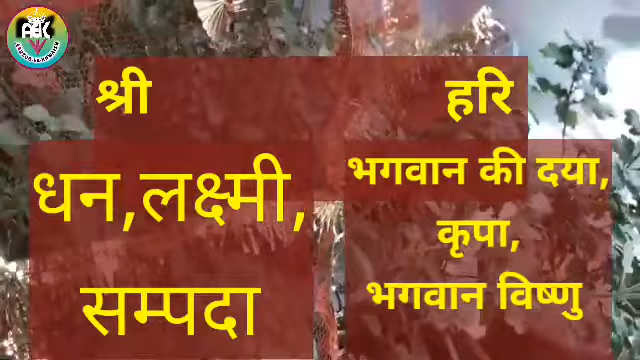 श्री
हरि
धन,लक्ष्मी,
सम्पदा
भगवान की दया,
कृपा,
भगवान विष्णु